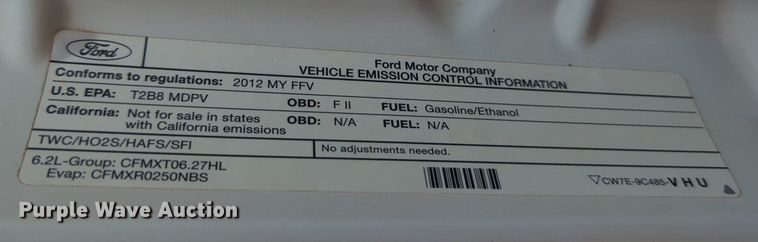 Ford
Ford Motor Company
VEHICLE EMISSION CONTROL INFORMATION
Conforms to regulations: 2012 MY FFV
U.S. EPA: T2B8 MDPV OBD: F II FUEL: Gasoline/Ethanol
California: Not for sale in states with California emissions OBD: N/A FUEL: N/A
TWC/HO2S/HAFS/SFI
No adjustments needed.
6.2L-Group: CFMXT06.27HL
Evap: CFMXR0250NBS
CW7E-9C485-VHU
Purple Wave Auction